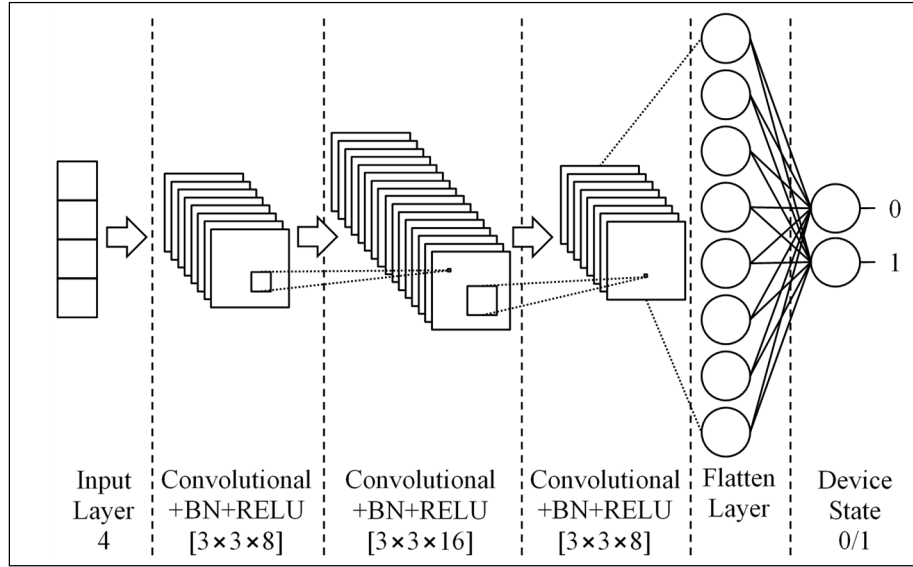 0
1
Input
Layer
4
Convolutional
+BN+RELU
[3×3×8]
Convolutional
+BN+RELU
[3×3×16]
Convolutional
+BN+RELU
[3×3×8]
Flatten
Layer
Device
State
0/1